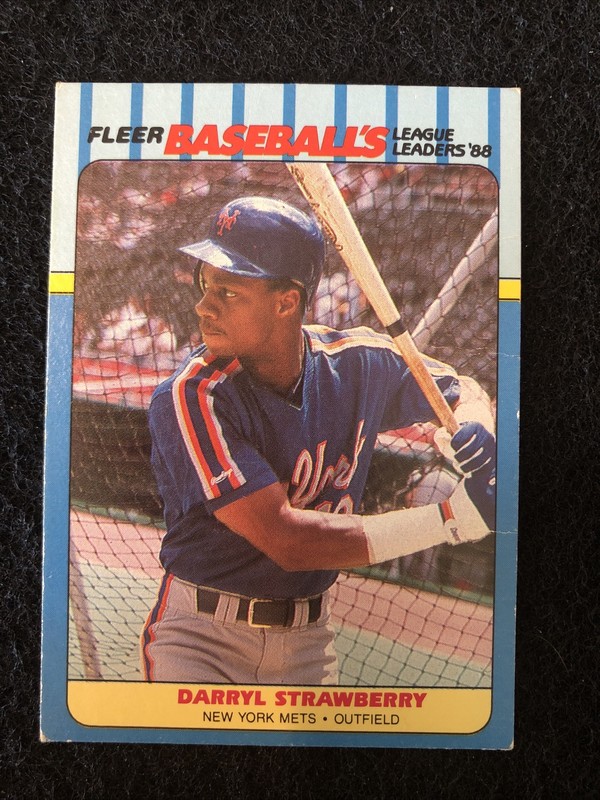 FLEER BASEBALL'S LEAGUE
LEADERS '88
DARRYL STRAWBERRY
NEW YORK METS • OUTFIELD